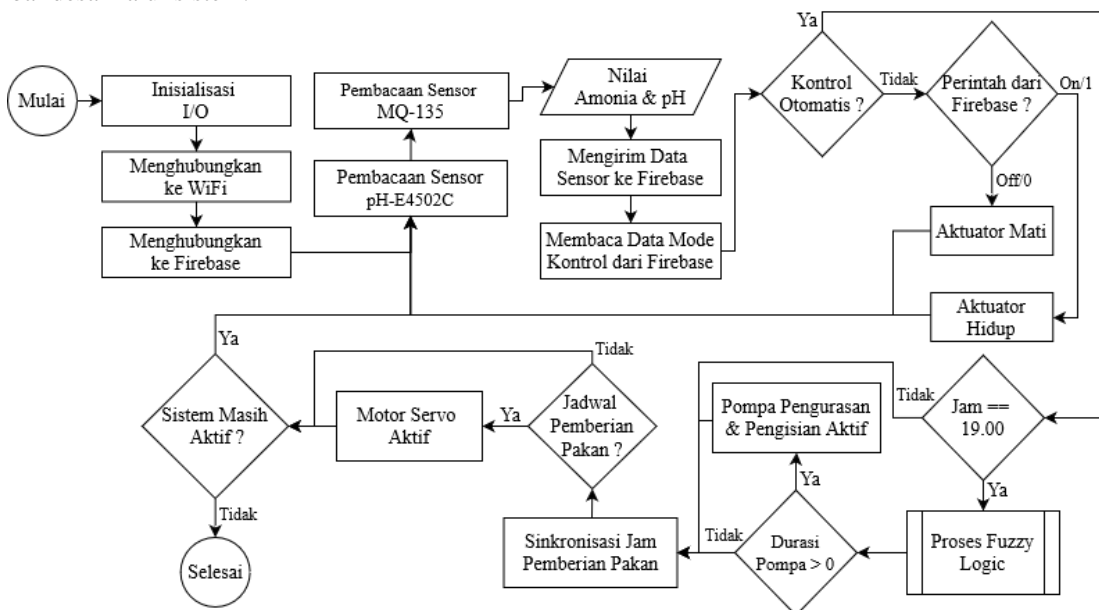 Mulai
Inisialisasi
I/O
Menghubungkan
ke WiFi
Menghubungkan
ke Firebase
Pembacaan Sensor
MQ-135
Pembacaan Sensor
pH-E4502C
Nilai
Amonia & pH
Mengirim Data
Sensor ke Firebase
Membaca Data Mode
Kontrol dari Firebase
Ya
Kontrol
Otomatis ?
Tidak
Perintah dari
Firebase ?
On/1
Off/0
Aktuator Mati
Aktuator
Hidup
Jam ==
19.00
Tidak
Ya
Proses Fuzzy
Logic
Durasi
Pompa > 0
Ya
Pompa Pengurasan
& Pengisian Aktif
Tidak
Sinkronisasi Jam
Pemberian Pakan
Jadwal
Pemberian
Pakan ?
Tidak
Ya
Motor Servo
Aktif
Sistem Masih
Aktif ?
Ya
Tidak
Selesai